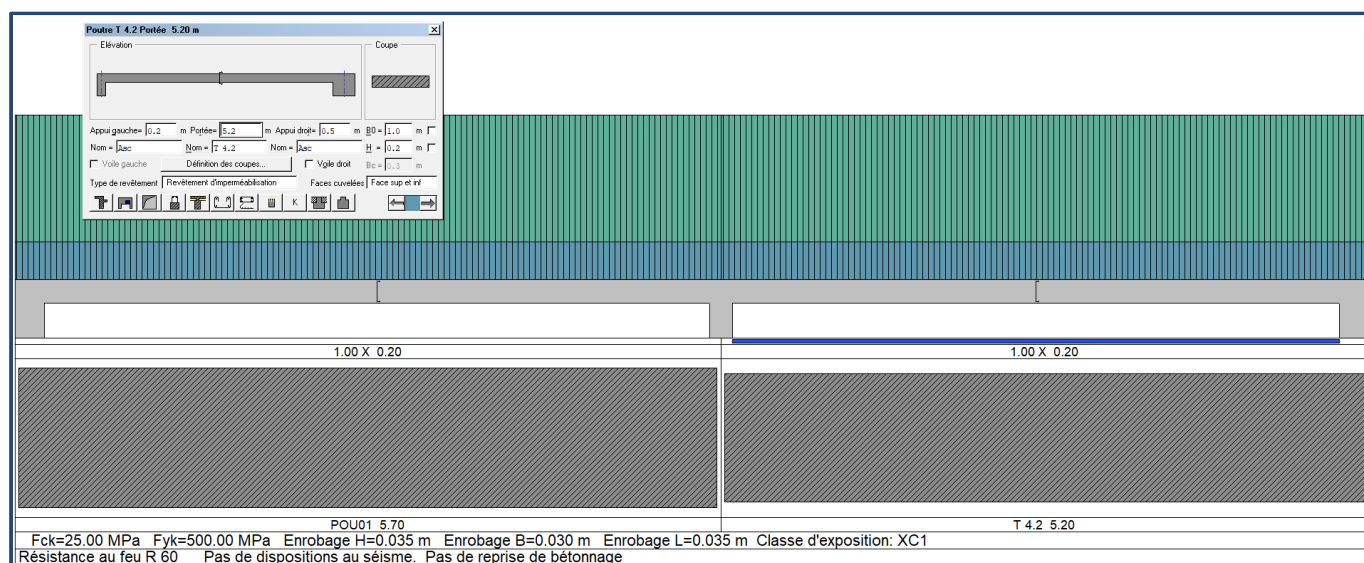 Poutre T 4.2 Portée 5.20 m
Elévation
Coupe
Appui gauche= 0.2 m Portée= 5.2 m Appui droit= 0.5 m B0 = 1.0 m
Nom = Asc Nom = T 4.2 Nom = Asc H = 0.2 m
Voile gauche Définition des coupes... Voile droit Bc = 0.3 m
Type de revêtement Revêtement d'imperméabilisation Faces cuvelées Face sup et inf
K
1.00 X 0.20 1.00 X 0.20
POU01 5.70 T 4.2 5.20
Fck=25.00 MPa Fyk=500.00 MPa Enrobage H=0.035 m Enrobage B=0.030 m Enrobage L=0.035 m Classe d'exposition: XC1
Résistance au feu R 60 Pas de dispositions au séisme. Pas de reprise de bétonnage